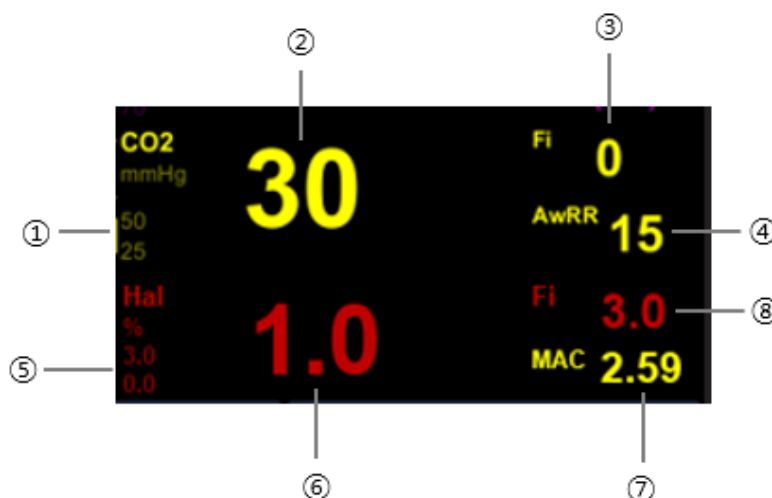 ② ③
CO2
mmHg
30
Fi 0
① 50
25
AwRR 15 ④
Hal
%
1.0
Fi 3.0 ⑧
⑤ 3.0
0.0
MAC 2.59
⑥ ⑦